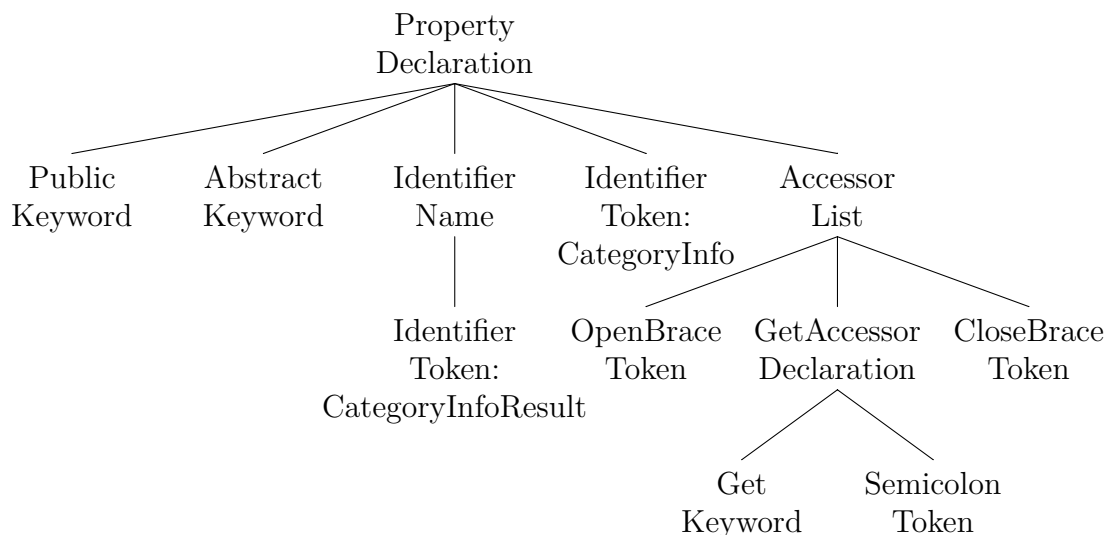 Property
Declaration
Public
Keyword
Abstract
Keyword
Identifier
Name
Identifier
Token:
CategoryInfo
Accessor
List
Identifier
Token:
CategoryInfoResult
OpenBrace
Token
GetAccessor
Declaration
CloseBrace
Token
Get
Keyword
Semicolon
Token